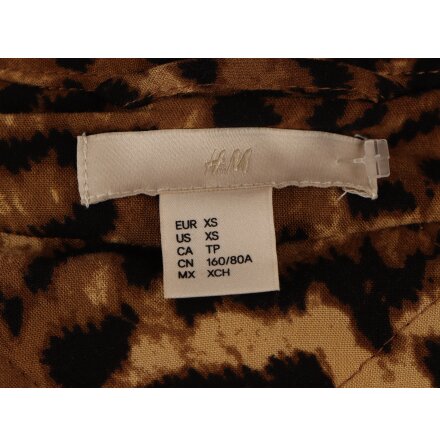 H&M
EUR XS
US XS
CA TP
CN 160/80A
MX XCH